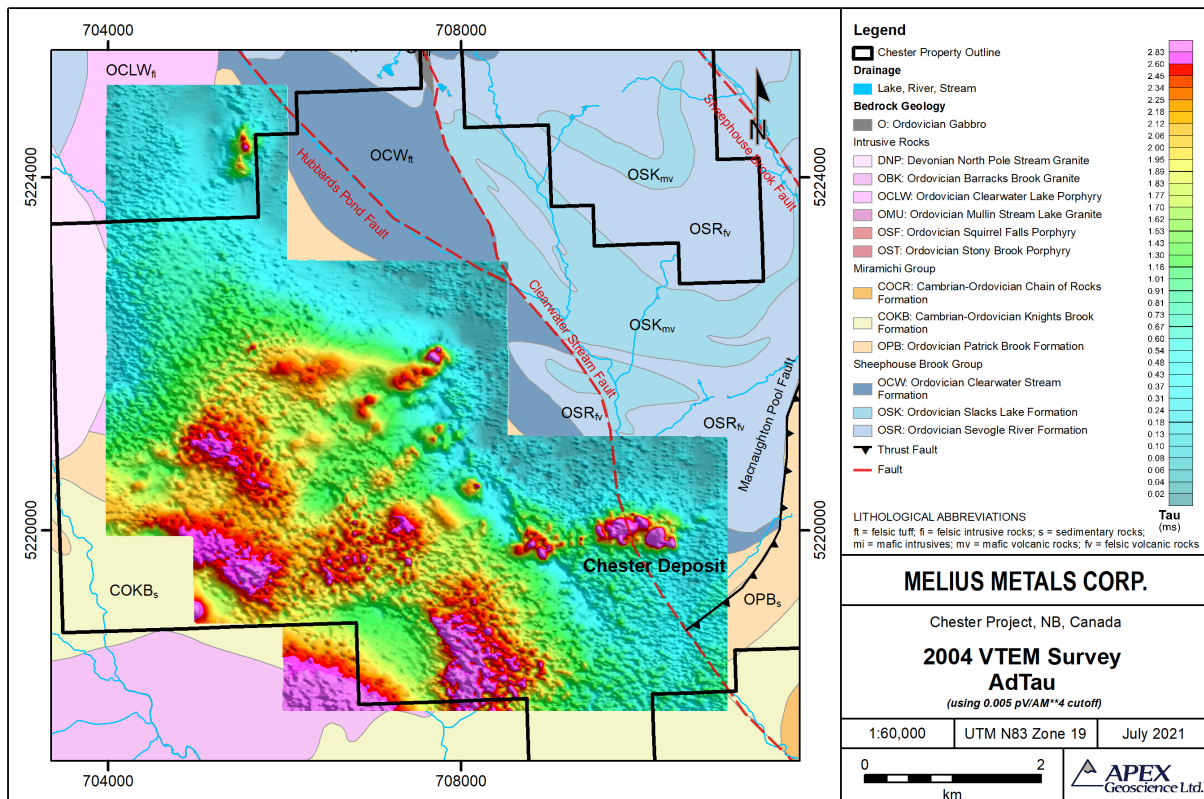 704000
708000
OCLWfi
OCWft
Hubbards Pond Fault
Clearwater Stream Fault
Sheephouse Brook Fault
N
OSKmv
OSRfv
OSKmv
OSRfv
OSRfv
Macnaughton Pool Fault
Chester Deposit
COKBs
OPBs
5224000
5220000
5224000
5220000
704000
708000
Legend
Chester Property Outline
Drainage
Lake, River, Stream
Bedrock Geology
O: Ordovician Gabbro
Intrusive Rocks
DNP: Devonian North Pole Stream Granite
OBK: Ordovician Barracks Brook Granite
OCLW: Ordovician Clearwater Lake Porphyry
OMU: Ordovician Mullin Stream Lake Granite
OSF: Ordovician Squirrel Falls Porphyry
OST: Ordovician Stony Brook Porphyry
Miramichi Group
COCR: Cambrian-Ordovician Chain of Rocks
Formation
COKB: Cambrian-Ordovician Knights Brook
Formation
OPB: Ordovician Patrick Brook Formation
Sheephouse Brook Group
OCW: Ordovician Clearwater Stream
Formation
OSK: Ordovician Slacks Lake Formation
OSR: Ordovician Sevogle River Formation
Thrust Fault
Fault
2.83
2.60
2.45
2.34
2.25
2.18
2.12
2.06
2.00
1.95
1.89
1.83
1.77
1.70
1.62
1.53
1.43
1.30
1.16
1.01
0.91
0.81
0.73
0.67
0.60
0.54
0.48
0.43
0.37
0.31
0.24
0.18
0.13
0.10
0.08
0.06
0.04
0.02
Tau
(ms)
LITHOLOGICAL ABBREVIATIONS
ft = felsic tuff; fi = felsic intrusive rocks; s = sedimentary rocks;
mi = mafic intrusives; mv = mafic volcanic rocks; fv = felsic volcanic rocks
MELIUS METALS CORP.
Chester Project, NB, Canada
2004 VTEM Survey
AdTau
(using 0.005 pV/AM**4 cutoff)
1:60,000
UTM N83 Zone 19
July 2021
0 2
km
APEX
Geoscience Ltd.